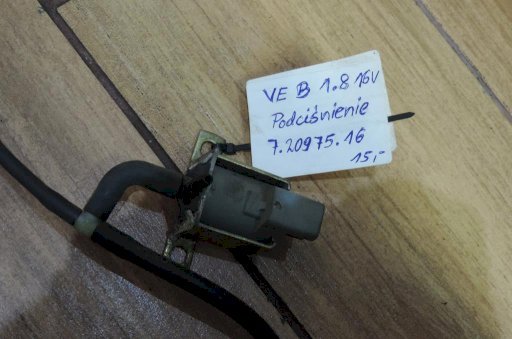 VE B 1.8 16V
Podciśnienie
7.20975.16
15,-